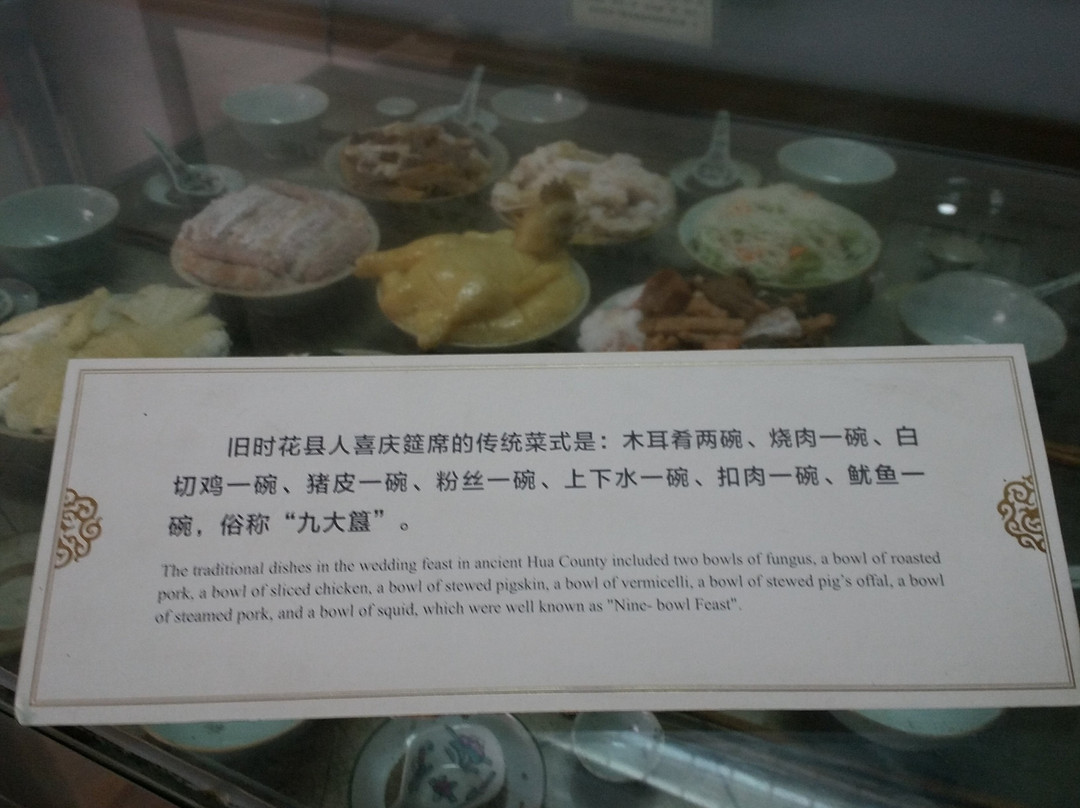 旧时花县人喜庆筵席的传统菜式是：木耳肴两碗、烧肉一碗、白
切鸡一碗、猪皮一碗、粉丝一碗、上下水一碗、扣肉一碗、鱿鱼一
碗，俗称“九大簋”。
The traditional dishes in the wedding feast in ancient Hua County included two bowls of fungus, a bowl of roasted
pork, a bowl of sliced chicken, a bowl of stewed pigskin, a bowl of vermicelli, a bowl of stewed pig's offal, a bowl
of steamed pork, and a bowl of squid, which were well known as "Nine- bowl Feast".